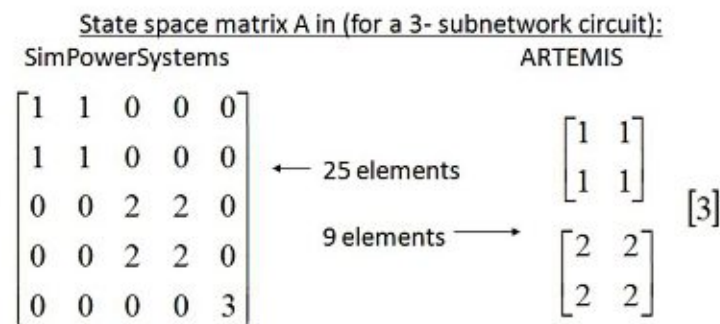 State space matrix A in (for a 3- subnetwork circuit):
SimPowerSystems
ARTEMIS
1 1 0 0 0
1 1 0 0 0
0 0 2 2 0
0 0 2 2 0
0 0 0 0 3
← 25 elements
9 elements →
[1 1
1 1]
[2 2
2 2]
[3]